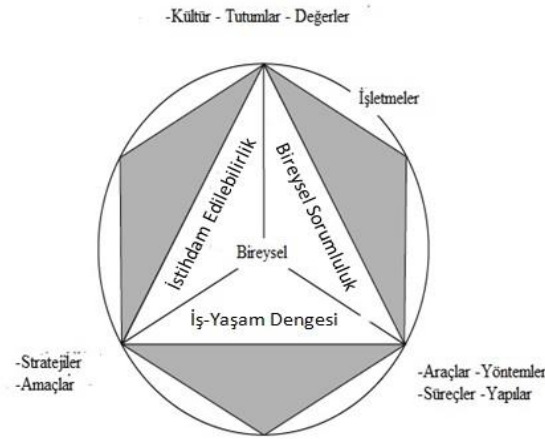 -Kültür - Tutumlar - Değerler
İşletmeler
İstihdam Edilebilirlik
Bireysel Sorumluluk
Bireysel
İş-Yaşam Dengesi
-Stratejiler
-Amaçlar
-Araçlar -Yöntemler
-Süreçler -Yapılar